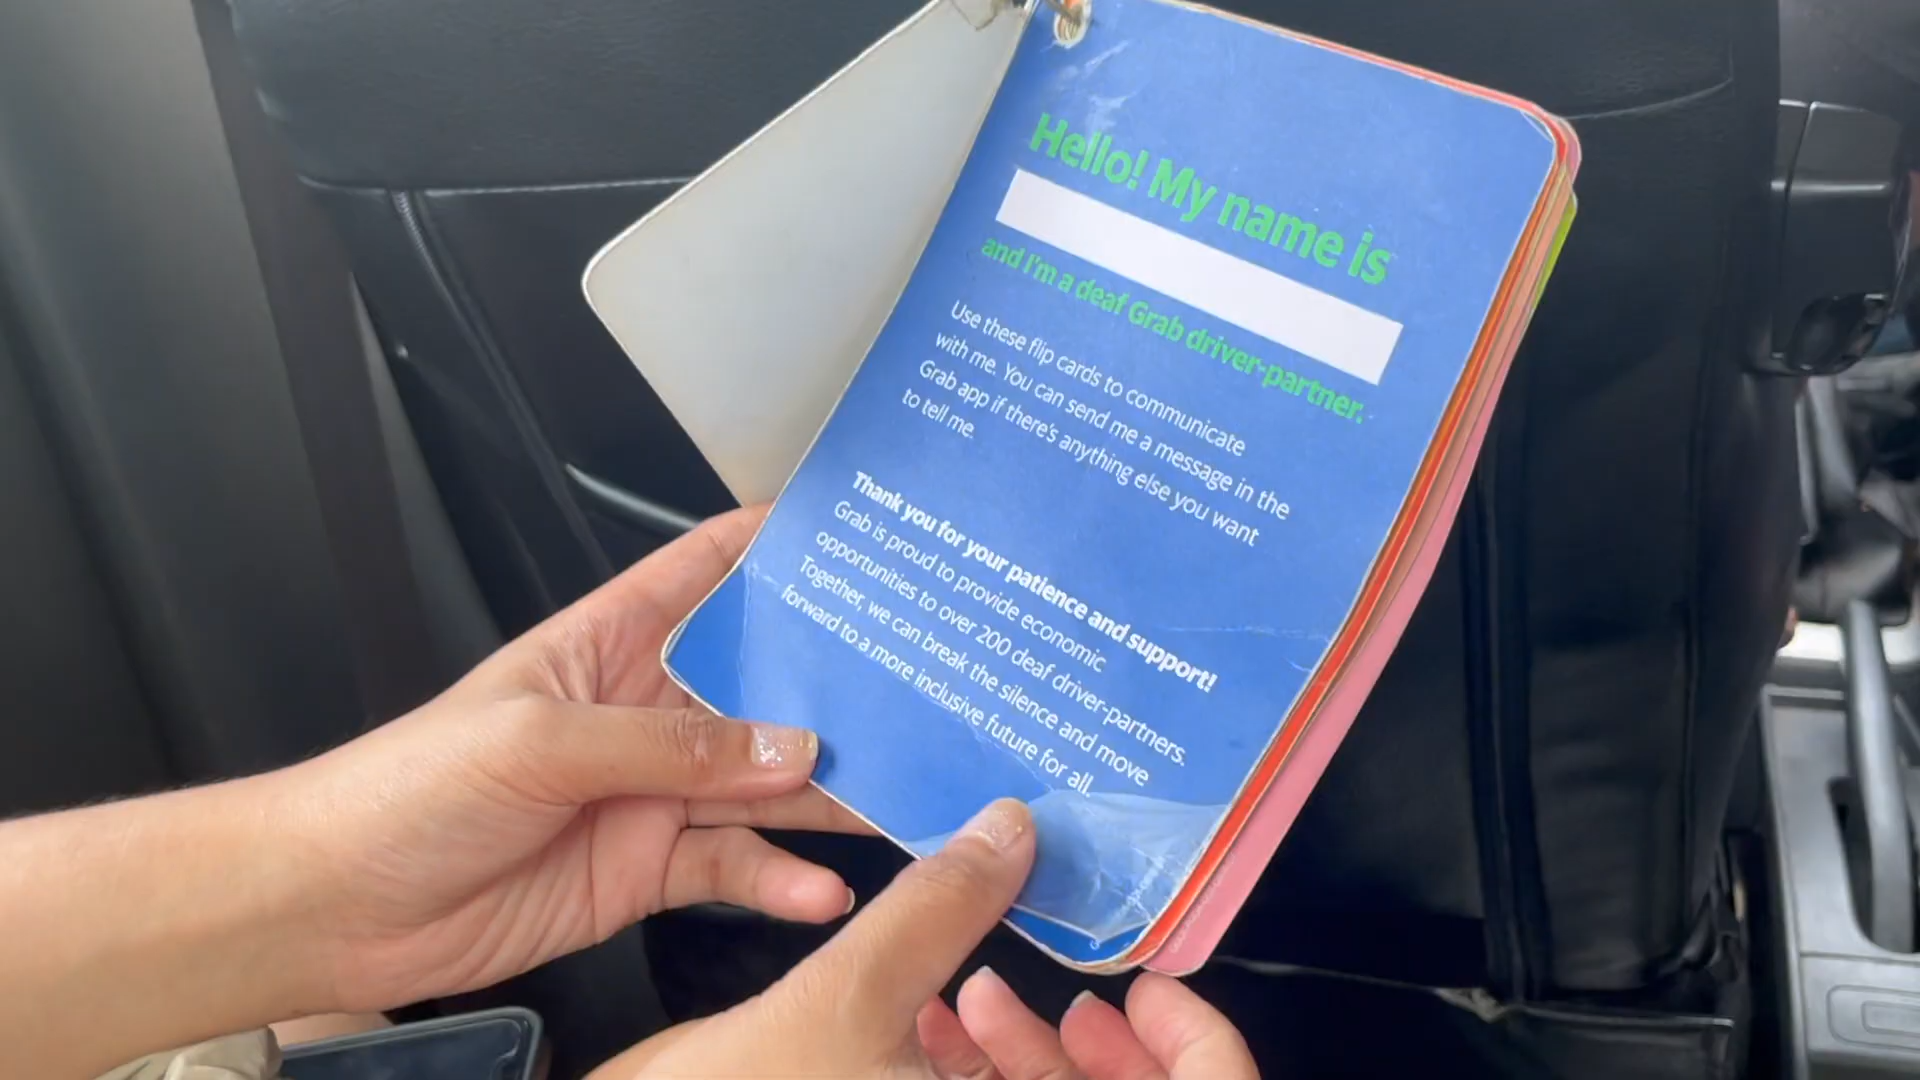 Hello! My name is
and I'm a deaf Grab driver-partner.
Use these flip cards to communicate
with me. You can send me a message in the
Grab app if there's anything else you want
to tell me.
Thank you for your patience and support!
Grab is proud to provide economic
opportunities to over 200 deaf driver-partners.
Together, we can break the silence and move
forward to a more inclusive future for all.